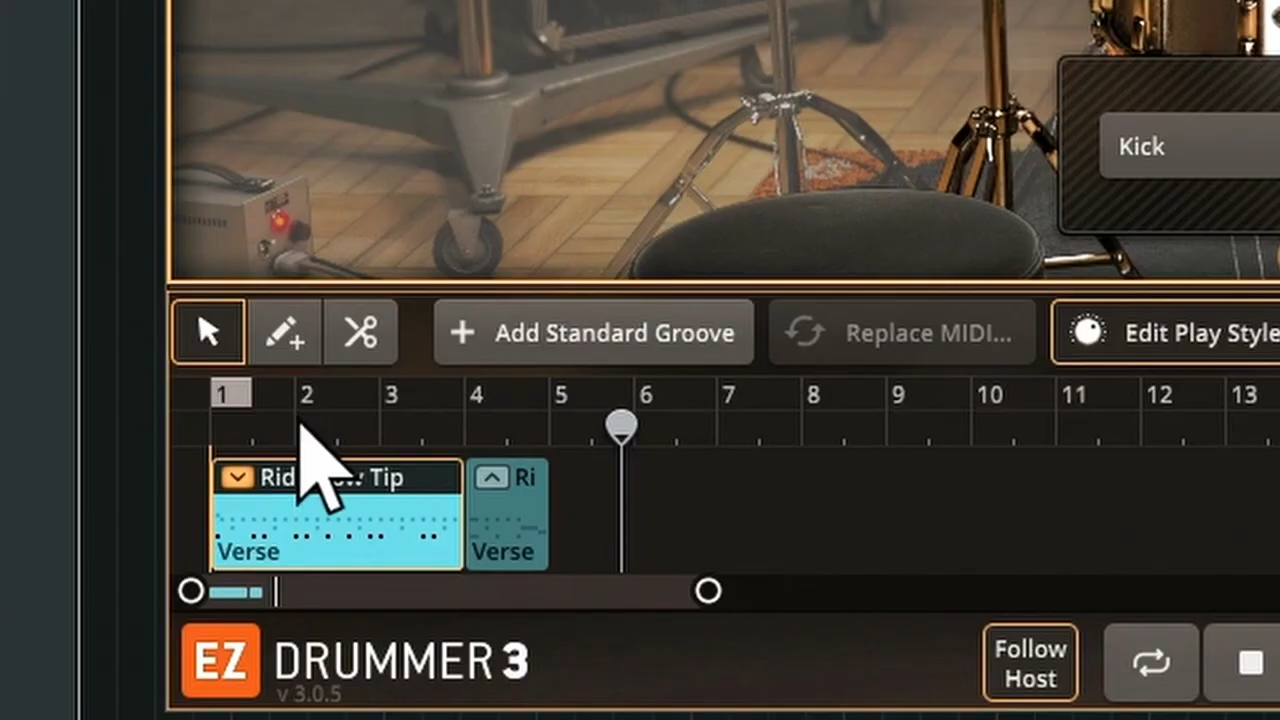 Kick
Add Standard Groove
Replace MIDI...
Edit Play Style
1 2 3 4 5 6 7 8 9 10 11 12 13
Tip
Ri
Verse
Verse
EZ DRUMMER 3
v 3.0.5
Follow
Host